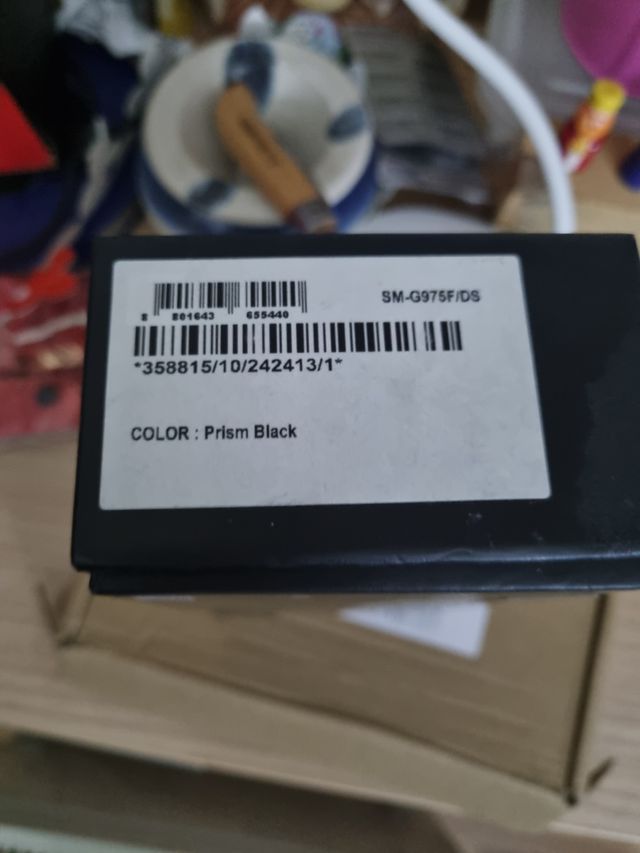 SM-G975F/DS
8 801643 655440
*358815/10/242413/1*
COLOR : Prism Black